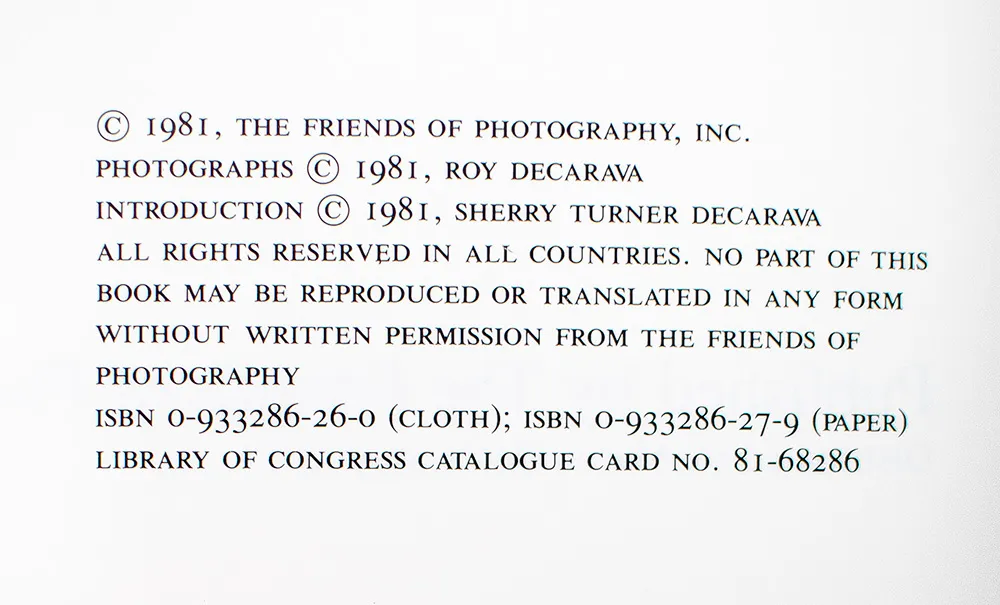 © 1981, THE FRIENDS OF PHOTOGRAPHY, INC.
PHOTOGRAPHS © 1981, ROY DECARAVA
INTRODUCTION © 1981, SHERRY TURNER DECARAVA
ALL RIGHTS RESERVED IN ALL COUNTRIES. NO PART OF THIS
BOOK MAY BE REPRODUCED OR TRANSLATED IN ANY FORM
WITHOUT WRITTEN PERMISSION FROM THE FRIENDS OF
PHOTOGRAPHY
ISBN 0-933286-26-0 (CLOTH); ISBN 0-933286-27-9 (PAPER)
LIBRARY OF CONGRESS CATALOGUE CARD NO. 81-68286